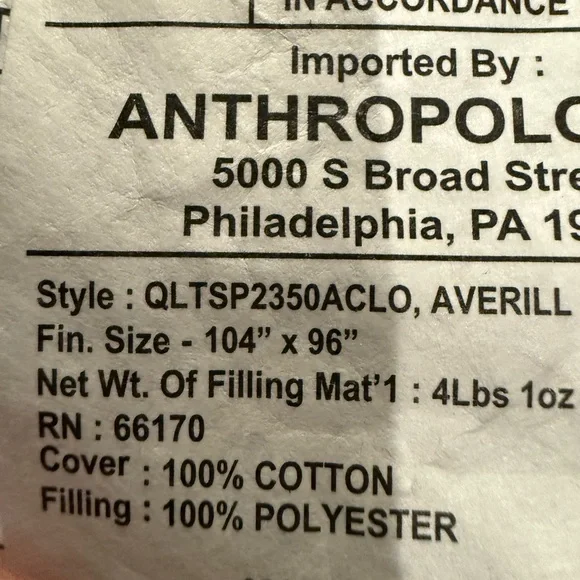 IN ACCORDANCE
Imported By :
ANTHROPOLO
5000 S Broad Stre
Philadelphia, PA 19
Style : QLTSP2350ACLO, AVERILL
Fin. Size - 104” x 96”
Net Wt. Of Filling Mat’1 : 4Lbs 1oz
RN : 66170
Cover : 100% COTTON
Filling : 100% POLYESTER